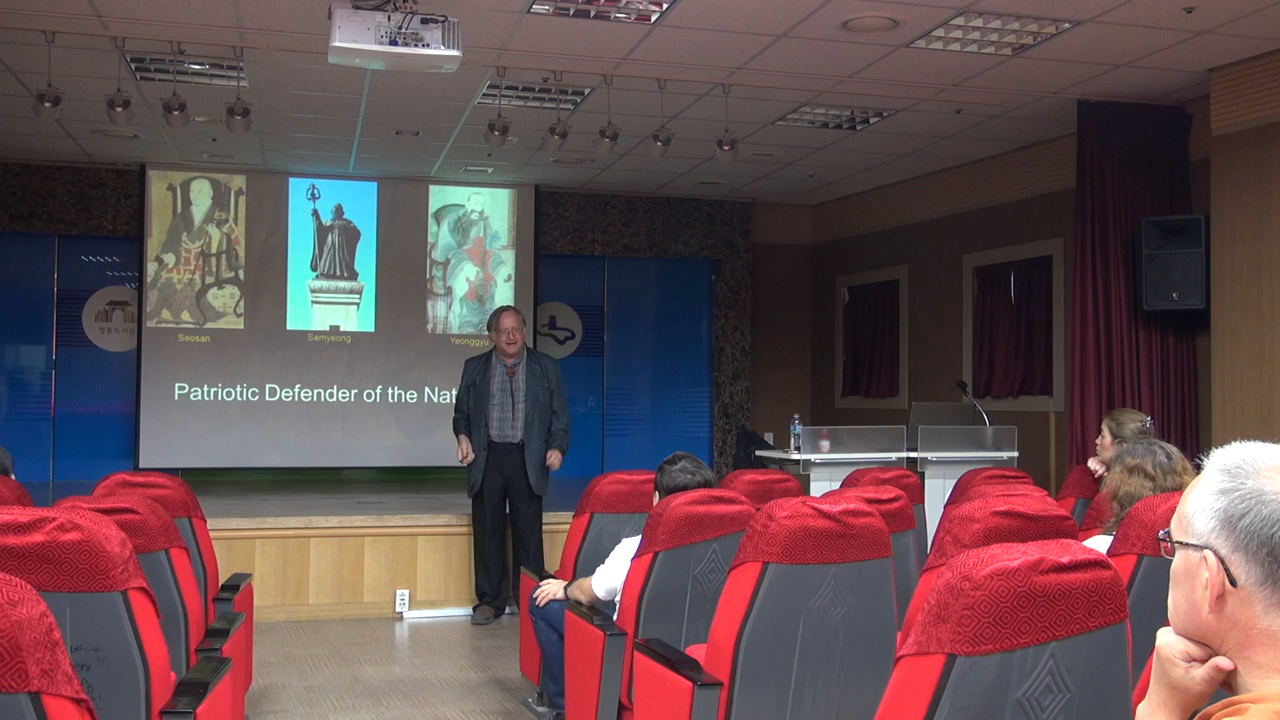 Seosan
Samyeong
Yeonggyu
Patriotic Defender of the Nat